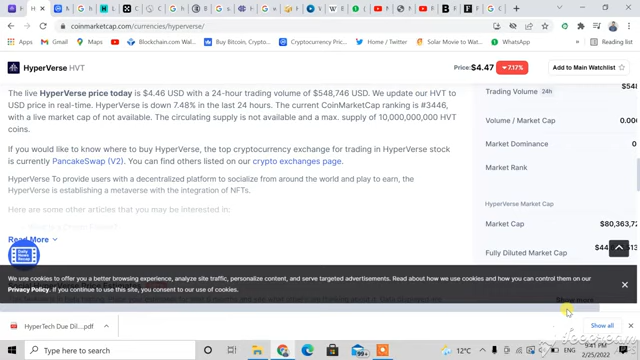 coinmarketcap.com/currencies/hyperverse/
Blockchain.com Wall...
Buy Bitcoin, Crypto...
Cryptocurrency Pric...
Home / Twitter
Solar Movie to Wat...
WhatsApp
Reading list
HyperVerse HVT
Price: $4.47
7.17%
Add to Main Watchlist
The live HyperVerse price today is $4.46 USD with a 24-hour trading volume of $548,746 USD. We update our HVT to
USD price in real-time. HyperVerse is down 7.48% in the last 24 hours. The current CoinMarketCap ranking is #3446,
with a live market cap of not available. The circulating supply is not available and a max. supply of 10,000,000,000 HVT
coins.
If you would like to know where to buy HyperVerse, the top cryptocurrency exchange for trading in HyperVerse stock
is currently PancakeSwap (V2). You can find others listed on our crypto exchanges page.
HyperVerse To provide users with a decentralized platform to socialize from around the world and play to earn, the
HyperVerse is establishing a metaverse with the integration of NFTs.
Here are some other articles that you may be interested in:
Read More
Trading Volume 24h
$548
Volume / Market Cap
0.000
Market Dominance
0
Market Rank
HyperVerse Market Cap
Market Cap
$80,363,72
Fully Diluted Market Cap
We use cookies to offer you a better browsing experience, analyze site traffic, personalize content, and serve targeted advertisements. Read about how we use cookies and how you can control them on our
Privacy Policy. If you continue to use this site, you consent to our use of cookies.
Show more
HyperTech Due Dil....pdf
Show all
Type here to search
99+
12°C
ENG
9:41 PM
2/25/2022